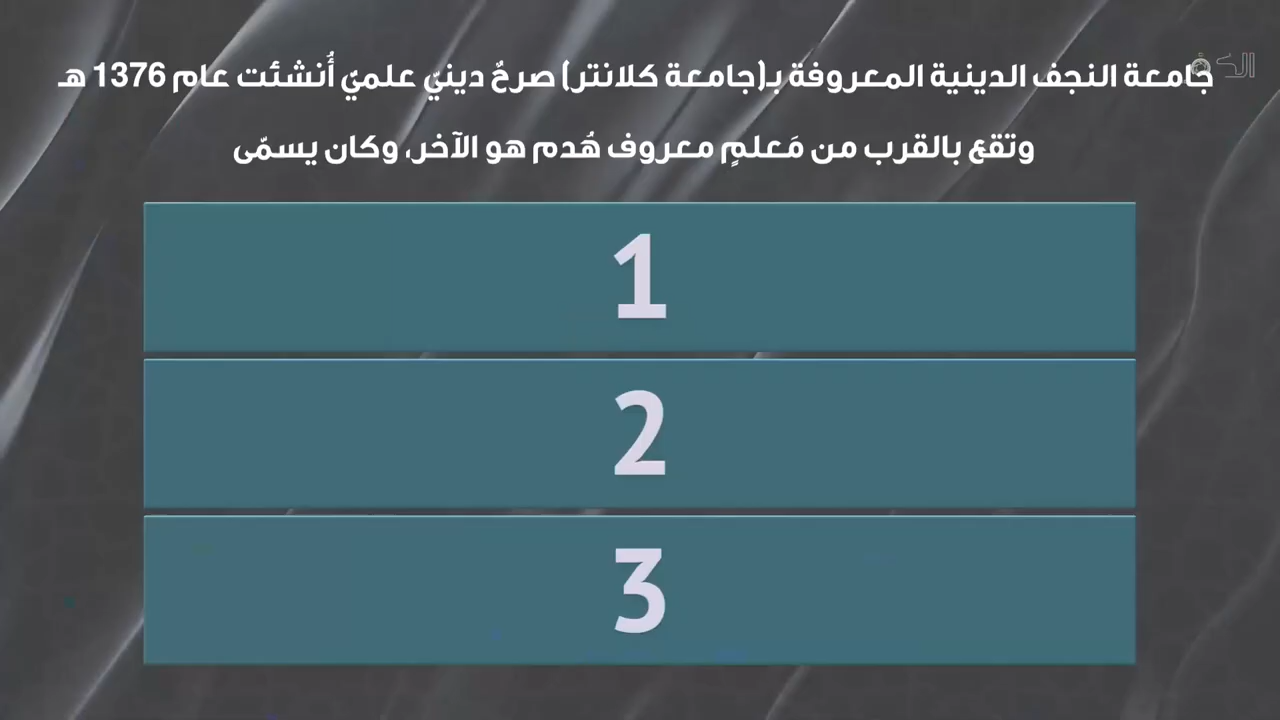 جامعة النجف الدينية المعروفة بـ(جامعة كلانتر) صرحٌ دينيّ علميّ أُنشئت عام 1376 هـ
وتقع بالقرب من مَعلمٍ معروف هُدم هو الآخر، وكان يسمّى
1
2
3